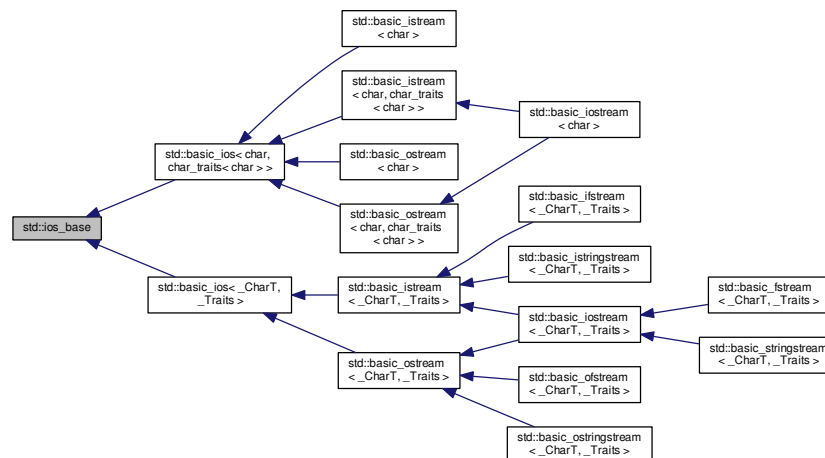 std::basic_istream
< char >
std::basic_istream
< char, char_traits
< char > >
std::basic_iostream
< char >
std::basic_ios< char,
char_traits< char > >
std::basic_ostream
< char >
std::basic_ifstream
< _CharT, _Traits >
std::basic_ostream
< char, char_traits
< char > >
std::ios_base
std::basic_istringstream
< _CharT, _Traits >
std::basic_ios< _CharT,
_Traits >
std::basic_istream
< _CharT, _Traits >
std::basic_fstream
< _CharT, _Traits >
std::basic_iostream
< _CharT, _Traits >
std::basic_stringstream
< _CharT, _Traits >
std::basic_ostream
< _CharT, _Traits >
std::basic_ofstream
< _CharT, _Traits >
std::basic_ostringstream
< _CharT, _Traits >